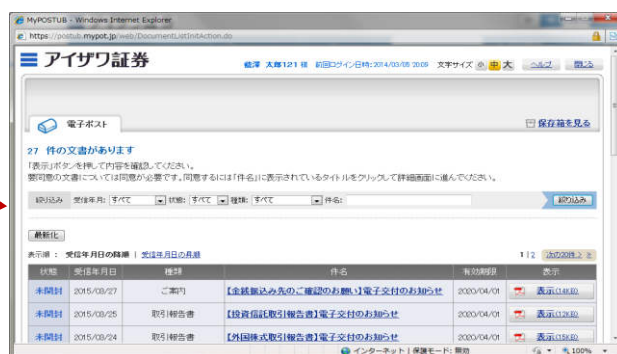 MyPOSTUB - Windows Internet Explorer
https://postub.mypot.jp/web/DocumentListInitAction.do
アイザワ証券
藍澤 太郎121 様 前回ログイン日時:2014/03/05 20:09 文字サイズ 小 中 大 ヘルプ 閉じる
電子ポスト
保存箱を見る
27 件の文書があります
「表示」ボタンを押して内容を確認してください。
要同意の文書については同意が必要です。同意するには「件名」に表示されているタイトルをクリックして詳細画面に進んでください。
絞り込み 受信年月: すべて 状態: すべて 種類: すべて 件名: 絞り込み
最新化
表示順 : 受信年月日の降順 | 受信年月日の昇順
1 | 2 次の20件 >
状態 受信年月日 種類 件名 有効期限 表示
未開封 2015/03/27 ご案内 【金銭振込み先のご確認のお願い】電子交付のお知らせ 2020/04/01 表示(14KB)
未開封 2015/03/25 取引報告書 【投資信託取引報告書】電子交付のお知らせ 2020/04/01 表示(12KB)
未開封 2015/03/24 取引報告書 【外国株式取引報告書】電子交付のお知らせ 2020/04/01 表示(15KB)
インターネット | 保護モード: 無効 100%